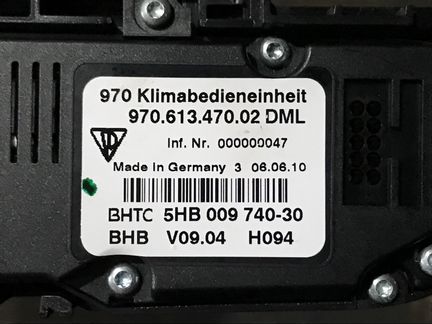 970 Klimabedieneinheit
970.613.470.02 DML
Inf. Nr. 000000047
Made in Germany 3 06.06.10
BHTC 5HB 009 740-30
BHB V09.04 H094